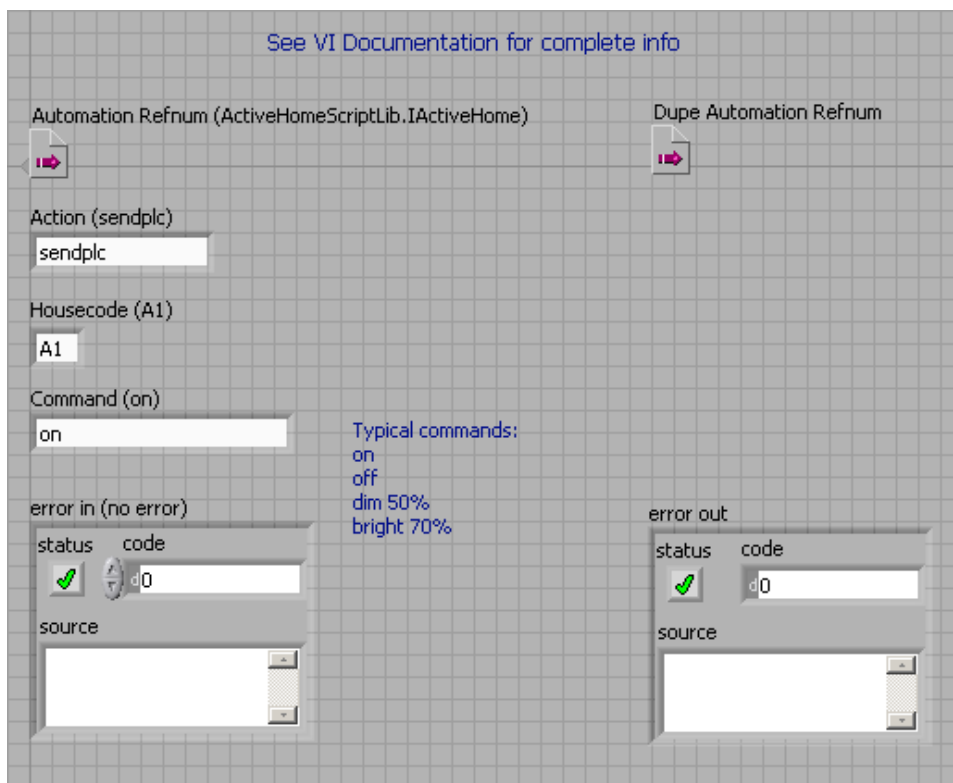 See VI Documentation for complete info
Automation Refnum (ActiveHomeScriptLib.IActiveHome)
Dupe Automation Refnum
Action (sendplc)
sendplc
Housecode (A1)
A1
Command (on)
on
Typical commands:
on
off
dim 50%
bright 70%
error in (no error)
status code
d0
source
error out
status code
d0
source